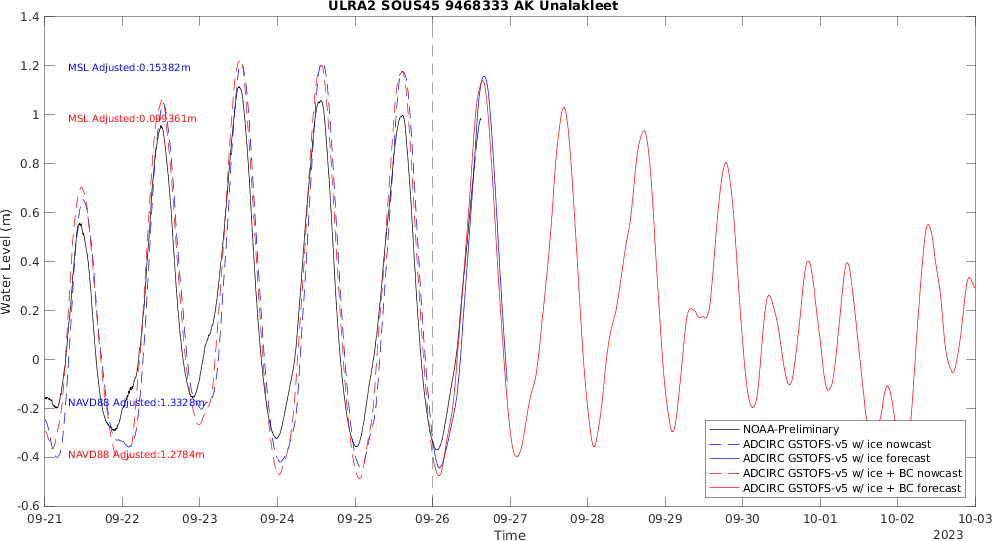 ULRA2 SOUS45 9468333 AK Unalakleet
1.4
1.2
1
0.8
0.6
0.4
0.2
0
-0.2
-0.4
-0.6
Water Level (m)
MSL Adjusted:0.15382m
MSL Adjusted:0.099361m
NAVD88 Adjusted:1.3328m
NAVD88 Adjusted:1.2784m
NOAA-Preliminary
ADCIRC GSTOFS-v5 w/ ice nowcast
ADCIRC GSTOFS-v5 w/ ice forecast
ADCIRC GSTOFS-v5 w/ ice + BC nowcast
ADCIRC GSTOFS-v5 w/ ice + BC forecast
09-21 09-22 09-23 09-24 09-25 09-26 09-27 09-28 09-29 09-30 10-01 10-02 10-03
Time
2023